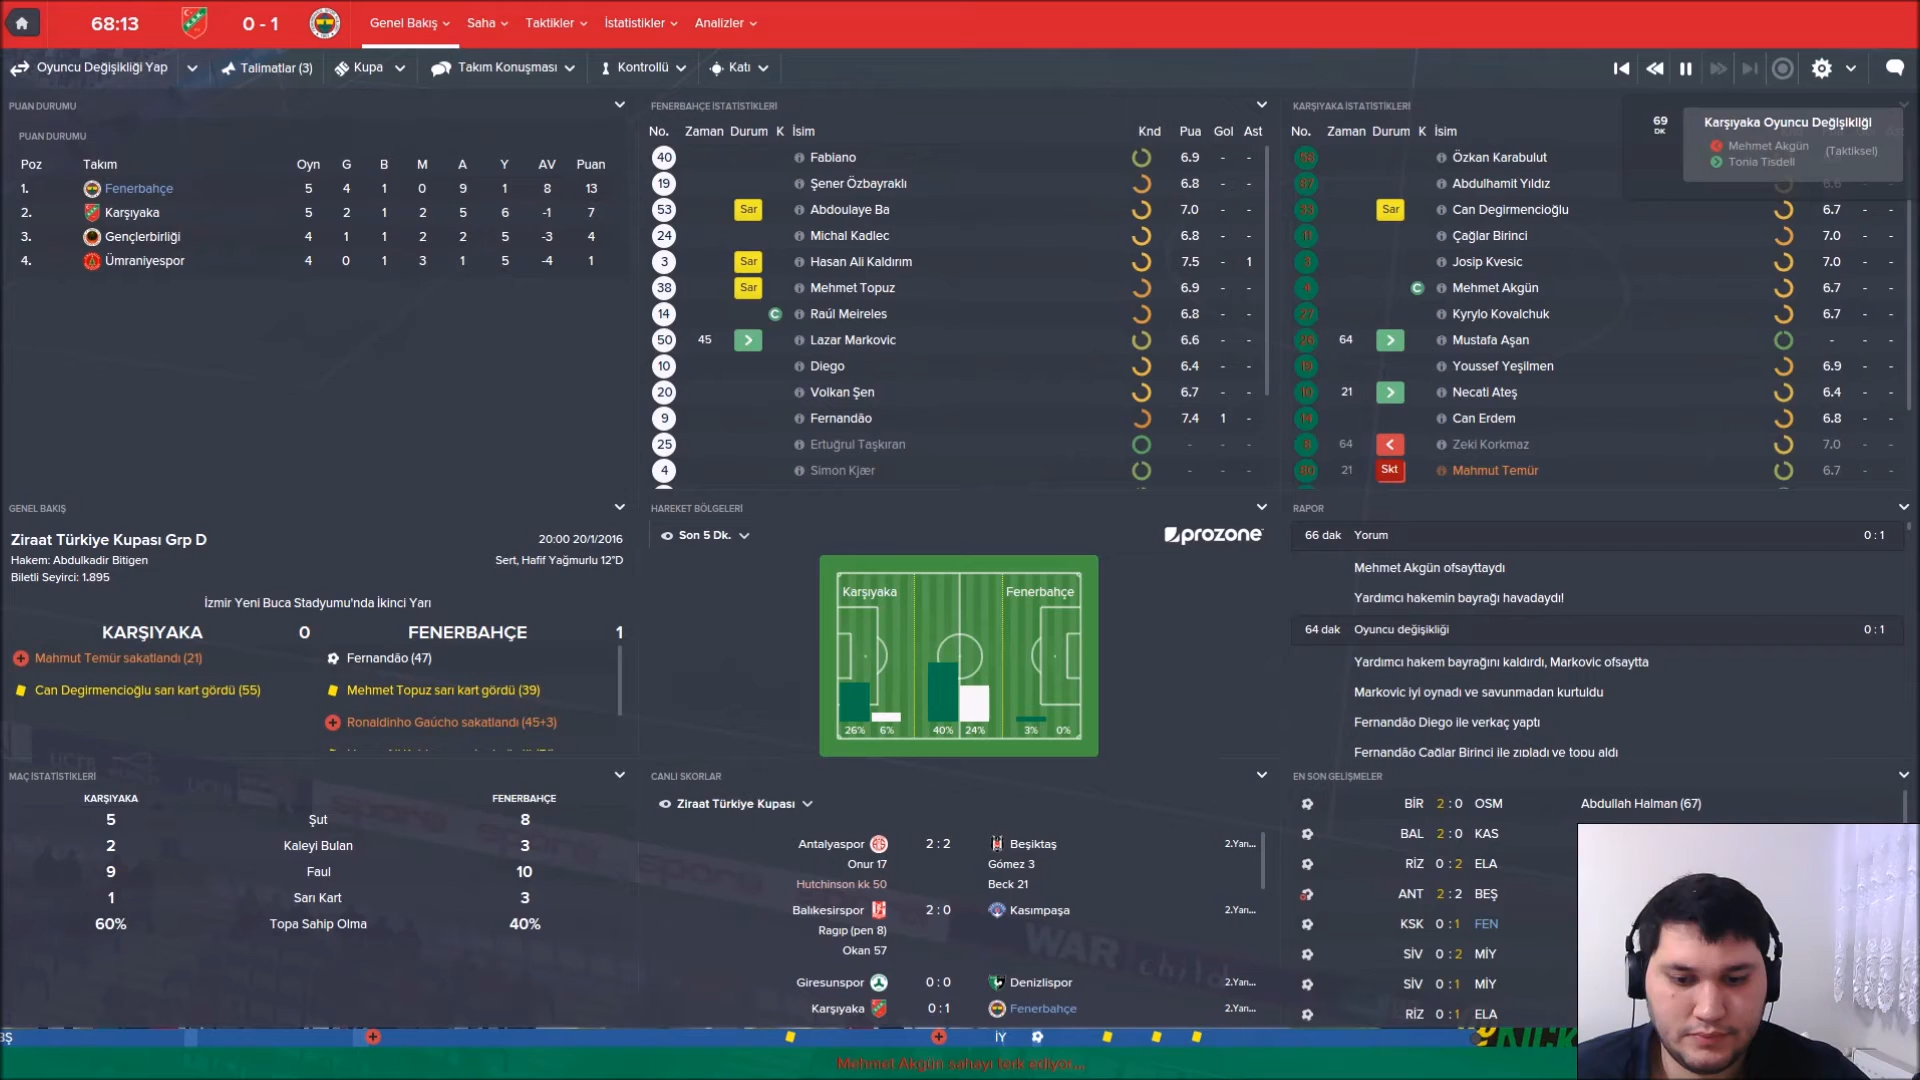 68:13
0 - 1
Genel Bakış
Saha
Taktikler
İstatistikler
Analizler
Oyuncu Değişikliği Yap
Talimatlar (3)
Kupa
Takım Konuşması
Kontrollü
Katı
PUAN DURUMU
PUAN DURUMU
Poz Takım Oyn G B M A Y AV Puan
1. Fenerbahçe 5 4 1 0 9 1 8 13
2. Karşıyaka 5 2 1 2 5 6 -1 7
3. Gençlerbirliği 4 1 1 2 2 5 -3 4
4. Ümraniyespor 4 0 1 3 1 5 -4 1
FENERBAHÇE İSTATİSTİKLERİ
No. Zaman Durum K İsim Knd Pua Gol Ast
40 Fabiano 6.9 - -
19 Şener Özbayraklı 6.8 - -
53 Sar Abdoulaye Ba 7.0 - -
24 Michal Kadlec 6.8 - -
3 Sar Hasan Ali Kaldırım 7.5 - 1
38 Sar Mehmet Topuz 6.9 - -
14 C Raúl Meireles 6.8 - -
50 45 Lazar Markovic 6.6 - -
10 Diego 6.4 - -
20 Volkan Şen 6.7 - -
9 Fernandão 7.4 1 -
25 Ertuğrul Taşkıran - - -
4 Simon Kjær - - -
KARŞIYAKA İSTATİSTİKLERİ
No. Zaman Durum K İsim
Özkan Karabulut
Abdulhamit Yıldız 6.6
Sar Can Degirmencioğlu 6.7 - -
Çağlar Birinci 7.0 - -
Josip Kvesic 7.0 - -
C Mehmet Akgün 6.7 - -
Kyrylo Kovalchuk 6.7 - -
64 Mustafa Aşan - - -
Youssef Yeşilmen 6.9 - -
21 Necati Ateş 6.4 - -
Can Erdem 6.8 - -
64 Zeki Korkmaz 7.0 - -
21 Skt Mahmut Temür 6.7 - -
69
DK
Karşıyaka Oyuncu Değişikliği
Mehmet Akgün
(Taktiksel)
Tonia Tisdell
GENEL BAKIŞ
Ziraat Türkiye Kupası Grp D
20:00 20/1/2016
Hakem: Abdulkadir Bitigen
Sert, Hafif Yağmurlu 12°D
Biletli Seyirci: 1.895
İzmir Yeni Buca Stadyumu'nda İkinci Yarı
KARŞIYAKA 0 FENERBAHÇE 1
Mahmut Temür sakatlandı (21)
Fernandão (47)
Can Degirmencioğlu sarı kart gördü (55)
Mehmet Topuz sarı kart gördü (39)
Ronaldinho Gaúcho sakatlandı (45+3)
HAREKET BÖLGELERİ
Son 5 Dk.
prozone
Karşıyaka
Fenerbahçe
26% 6% 40% 24% 3% 0%
RAPOR
66 dak Yorum 0 : 1
Mehmet Akgün ofsayttaydı
Yardımcı hakemin bayrağı havadaydı!
64 dak Oyuncu değişikliği 0 : 1
Yardımcı hakem bayrağını kaldırdı, Markovic ofsaytta
Markovic iyi oynadı ve savunmadan kurtuldu
Fernandão Diego ile verkaç yaptı
Fernandão Cağlar Birinci ile zıpladı ve topu aldı
MAÇ İSTATİSTİKLERİ
KARŞIYAKA FENERBAHÇE
5 Şut 8
2 Kaleyi Bulan 3
9 Faul 10
1 Sarı Kart 3
60% Topa Sahip Olma 40%
CANLI SKORLAR
Ziraat Türkiye Kupası
Antalyaspor 2 : 2 Beşiktaş 2.Yarı...
Onur 17 Gómez 3
Hutchinson kk 50 Beck 21
Balıkesirspor 2 : 0 Kasımpaşa 2.Yarı...
Ragıp (pen 8)
Okan 57
Giresunspor 0 : 0 Denizlispor 2.Yarı...
Karşıyaka 0 : 1 Fenerbahçe 2.Yarı...
EN SON GELİŞMELER
BİR 2 : 0 OSM Abdullah Halman (67)
BAL 2 : 0 KAS
RİZ 0 : 2 ELA
ANT 2 : 2 BEŞ
KSK 0 : 1 FEN
SİV 0 : 2 MİY
SİV 0 : 1 MİY
RİZ 0 : 1 ELA
WAR child
İY
KICK
Mehmet Akgün sahayı terk ediyor...